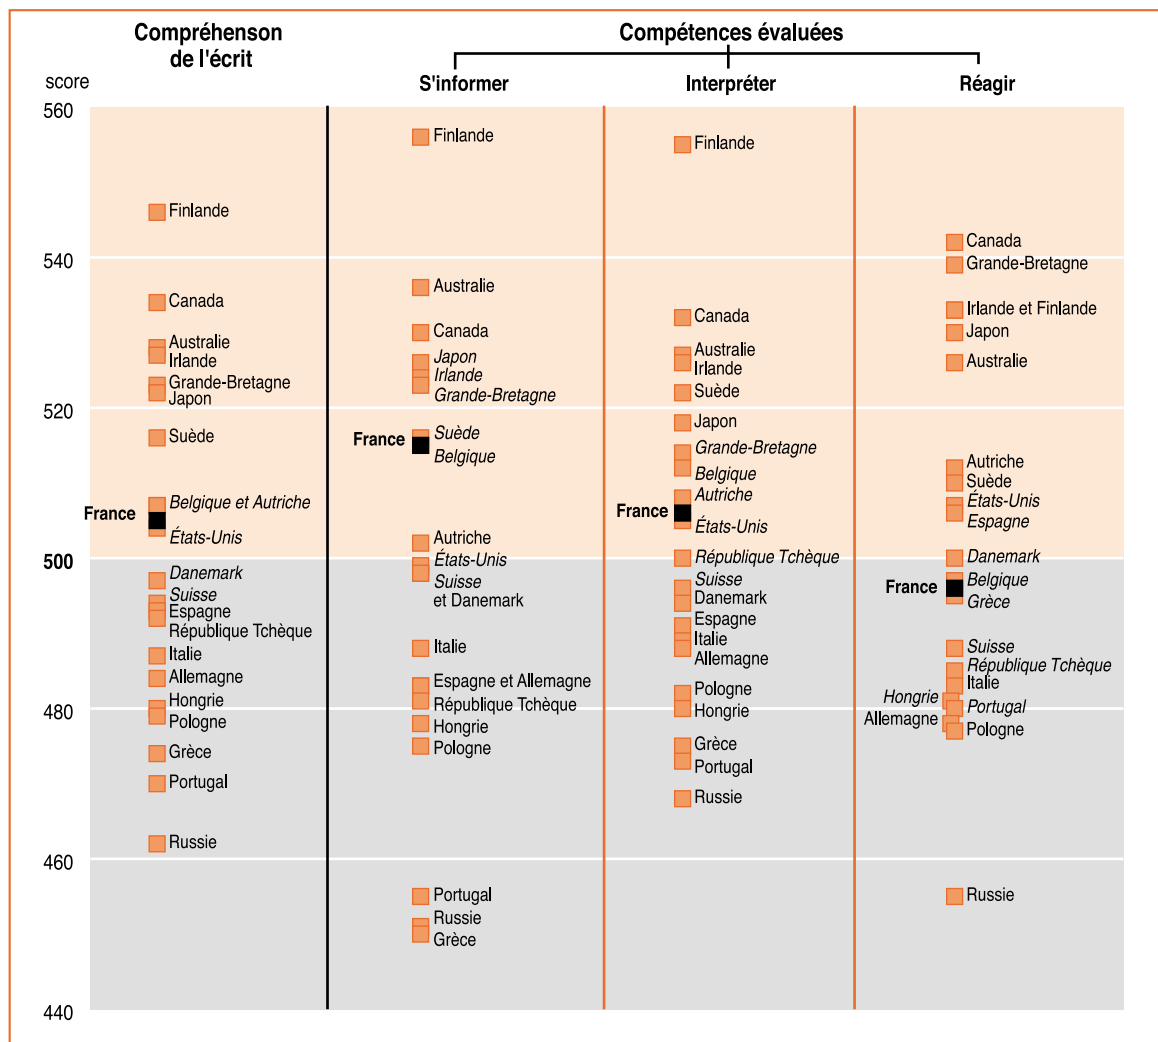 Compréhenson
de l'écrit
Compétences évaluées
score
S'informer
Interpréter
Réagir
560
540
520
500
480
460
440
Finlande
Canada
Australie
Irlande
Grande-Bretagne
Japon
Suède
Belgique et Autriche
France
États-Unis
Danemark
Suisse
Espagne
République Tchèque
Italie
Allemagne
Hongrie
Pologne
Grèce
Portugal
Russie
Finlande
Australie
Canada
Japon
Irlande
Grande-Bretagne
Suède
France
Belgique
Autriche
États-Unis
Suisse
et Danemark
Italie
Espagne et Allemagne
République Tchèque
Hongrie
Pologne
Portugal
Russie
Grèce
Finlande
Canada
Australie
Irlande
Suède
Japon
Grande-Bretagne
Belgique
Autriche
France
États-Unis
République Tchèque
Suisse
Danemark
Espagne
Italie
Allemagne
Pologne
Hongrie
Grèce
Portugal
Russie
Canada
Grande-Bretagne
Irlande et Finlande
Japon
Australie
Autriche
Suède
États-Unis
Espagne
Danemark
Belgique
France
Grèce
Suisse
République Tchèque
Italie
Hongrie
Portugal
Allemagne
Pologne
Russie